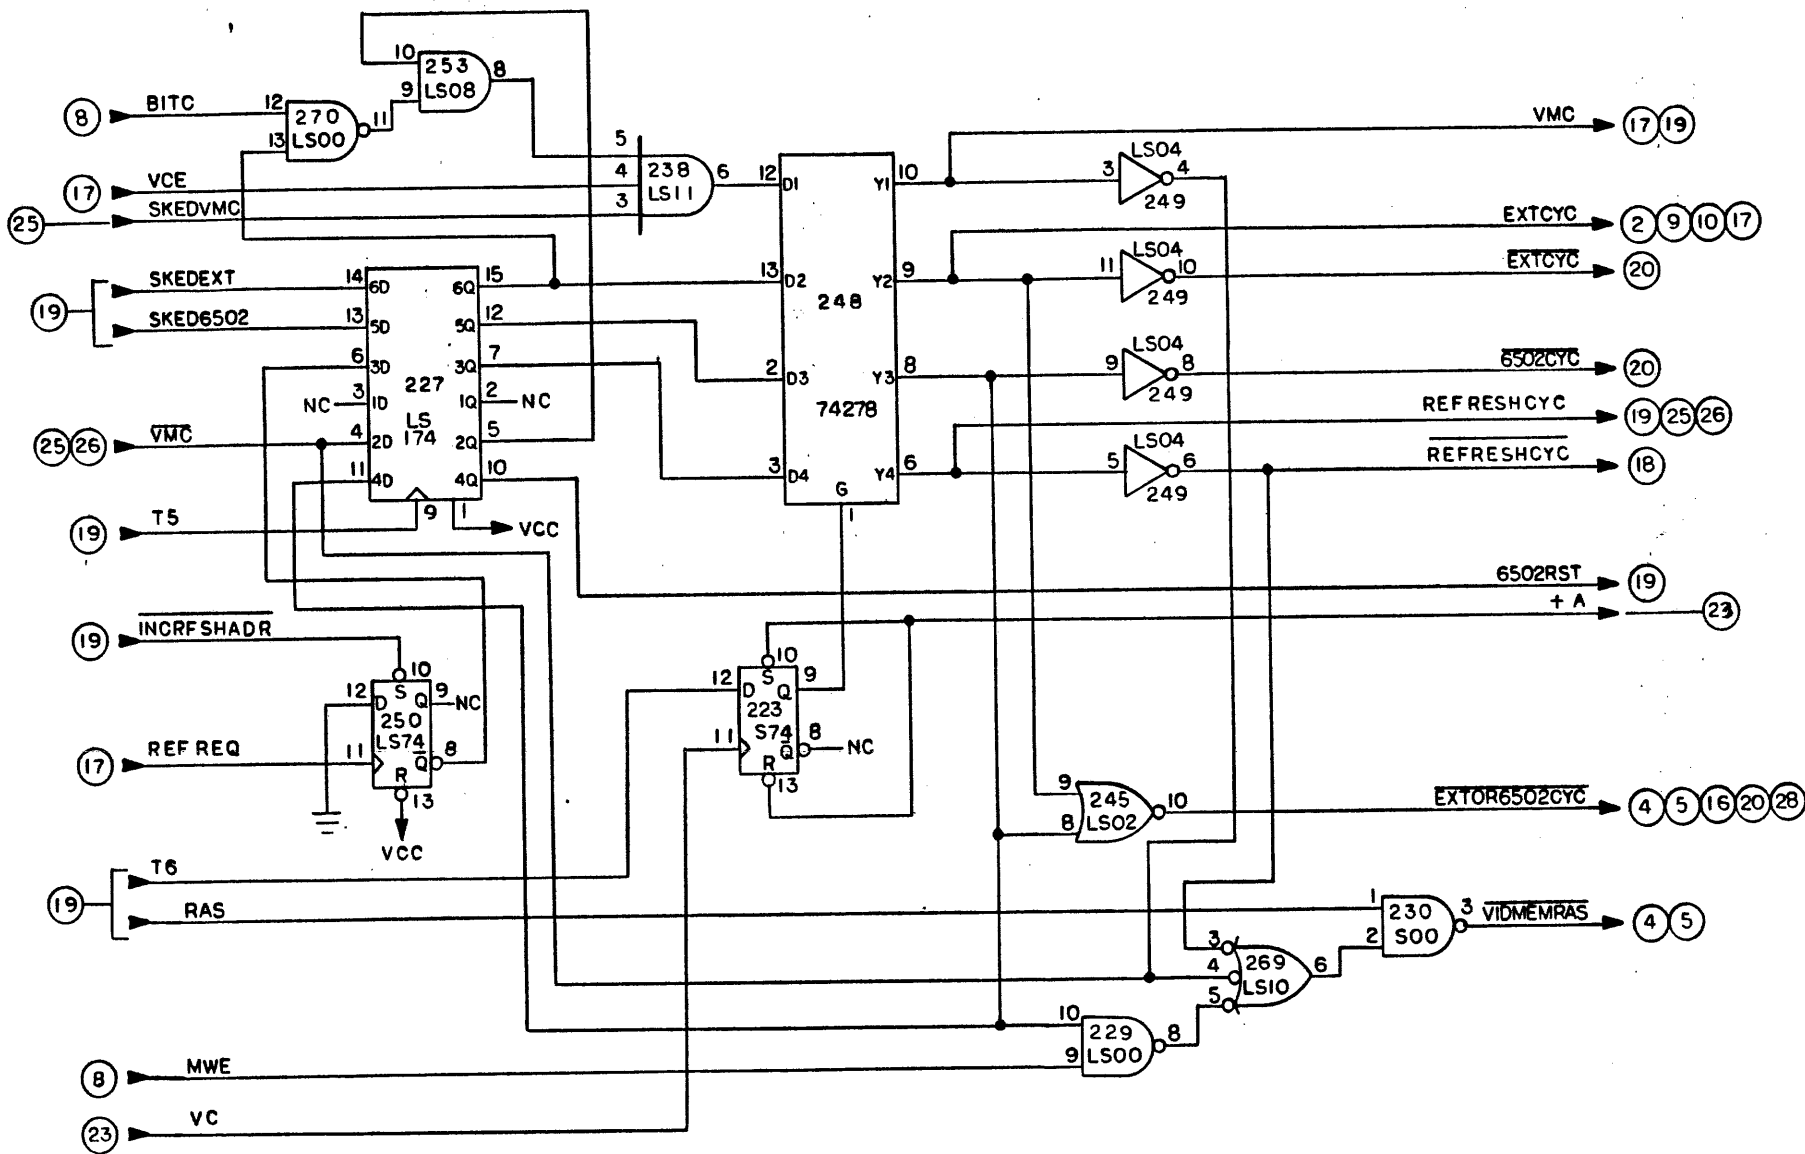 10
253
LS08
9
8
8
BITC
12
13
270
LS00
11
17
VCE
25
SKEDVMC
5
4
3
238
LS11
6
12
D1
Y1
10
3
LS04
4
249
VMC
17 19
EXTCYC
2 9 10 17
19
SKEDEXT
14
6D
6Q
15
13
D2
Y2
9
11
LS04
10
249
EXTCYC
20
SKED6502
13
5D
5Q
12
248
6
3D
3Q
7
2
D3
Y3
8
9
LS04
8
249
6502CYC
20
227
LS
174
74278
NC
3
1D
1Q
2
NC
REFRESHCYC
19 25 26
25 26
VMC
4
2D
2Q
5
11
4D
4Q
10
3
D4
Y4
6
5
LS04
6
249
REFRESHCYC
18
G
1
19
T5
9
1
VCC
6502RST
19
+ A
23
19
INCRFSHADR
10
12
D
S
Q
9
NC
250
LS74
17
REFREQ
11
Q
8
R
13
VCC
10
12
D
S
Q
9
223
S74
11
Q
8
NC
R
13
9
8
245
LS02
10
EXTOR6502CYC
4 5 16 20 28
19
T6
RAS
1
2
230
S00
3
VIDMEMRAS
4 5
3
4
5
269
LS10
6
8
MWE
10
9
229
LS00
8
23
VC